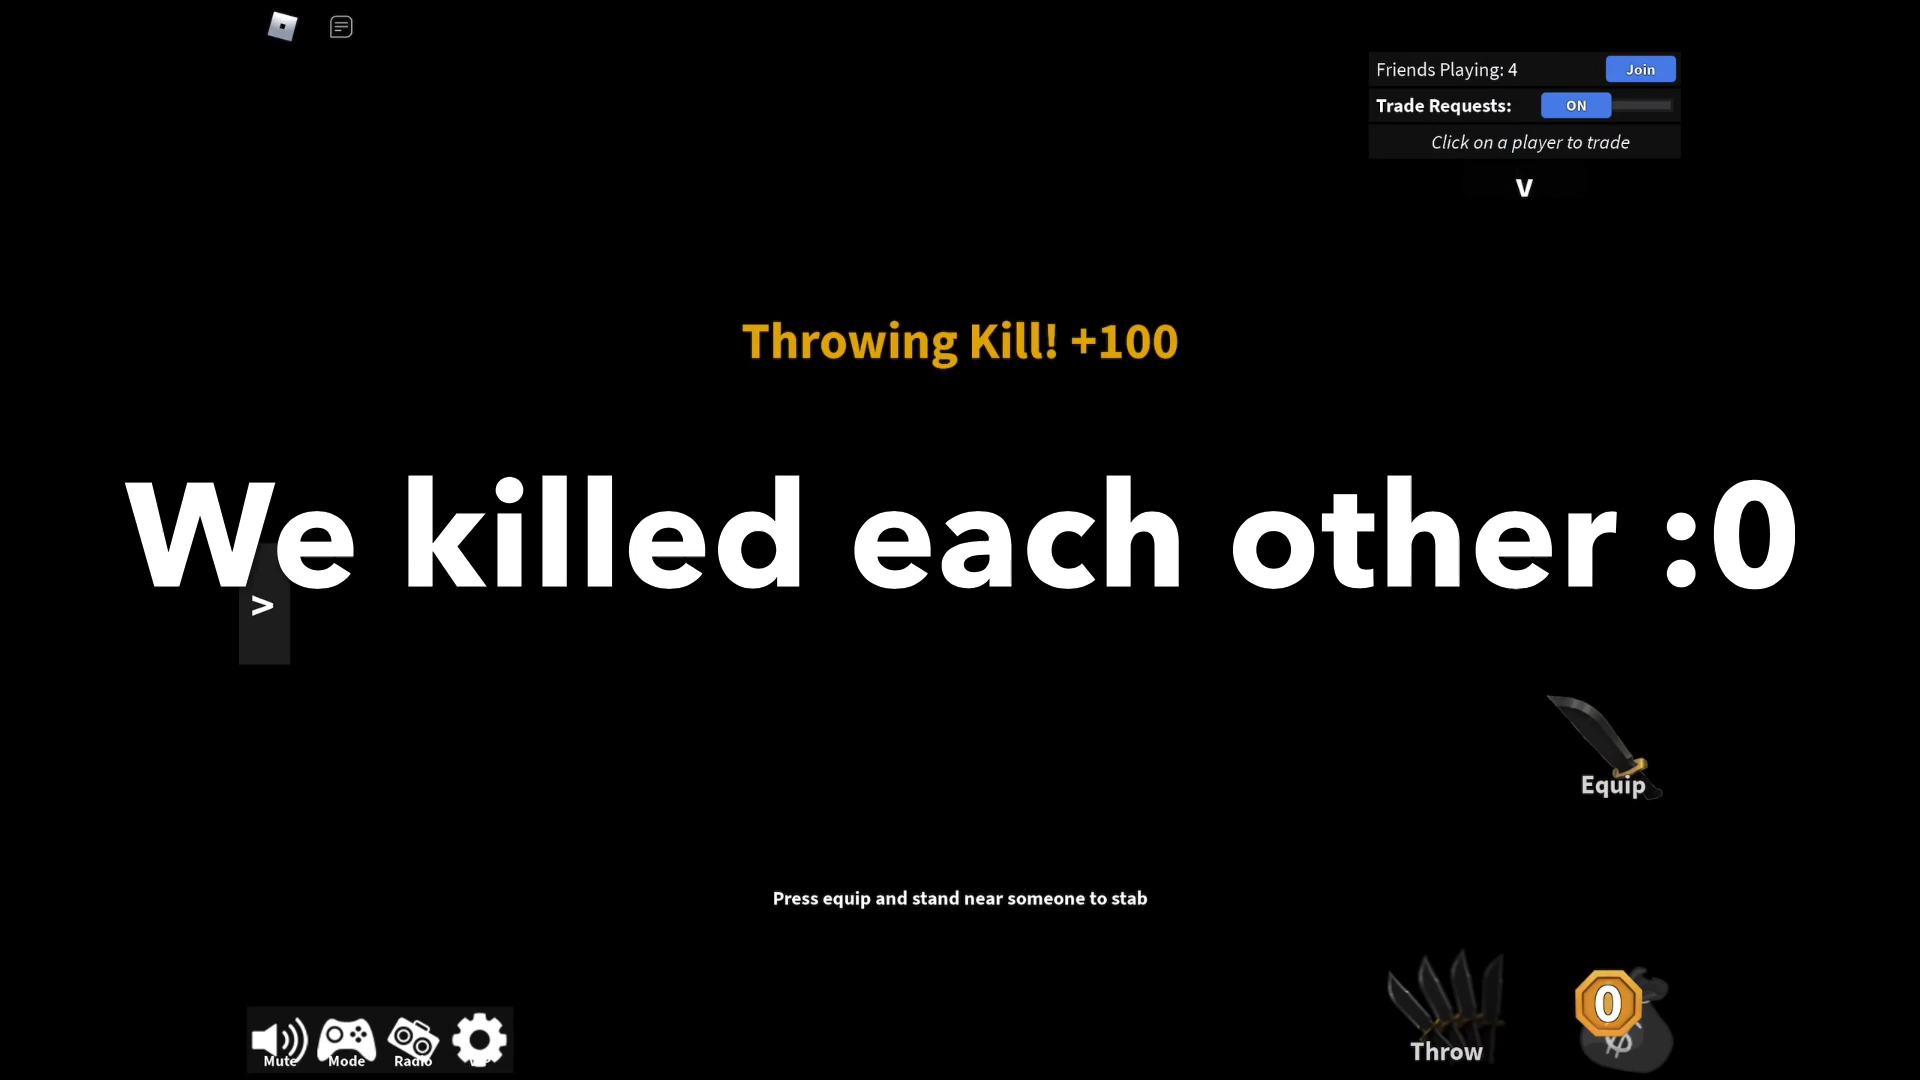 Friends Playing: 4
Join
Trade Requests:
ON
Click on a player to trade
v
Throwing Kill! +100
We killed each other :0
>
Equip
Press equip and stand near someone to stab
Mute
Mode
Radio
Throw
0